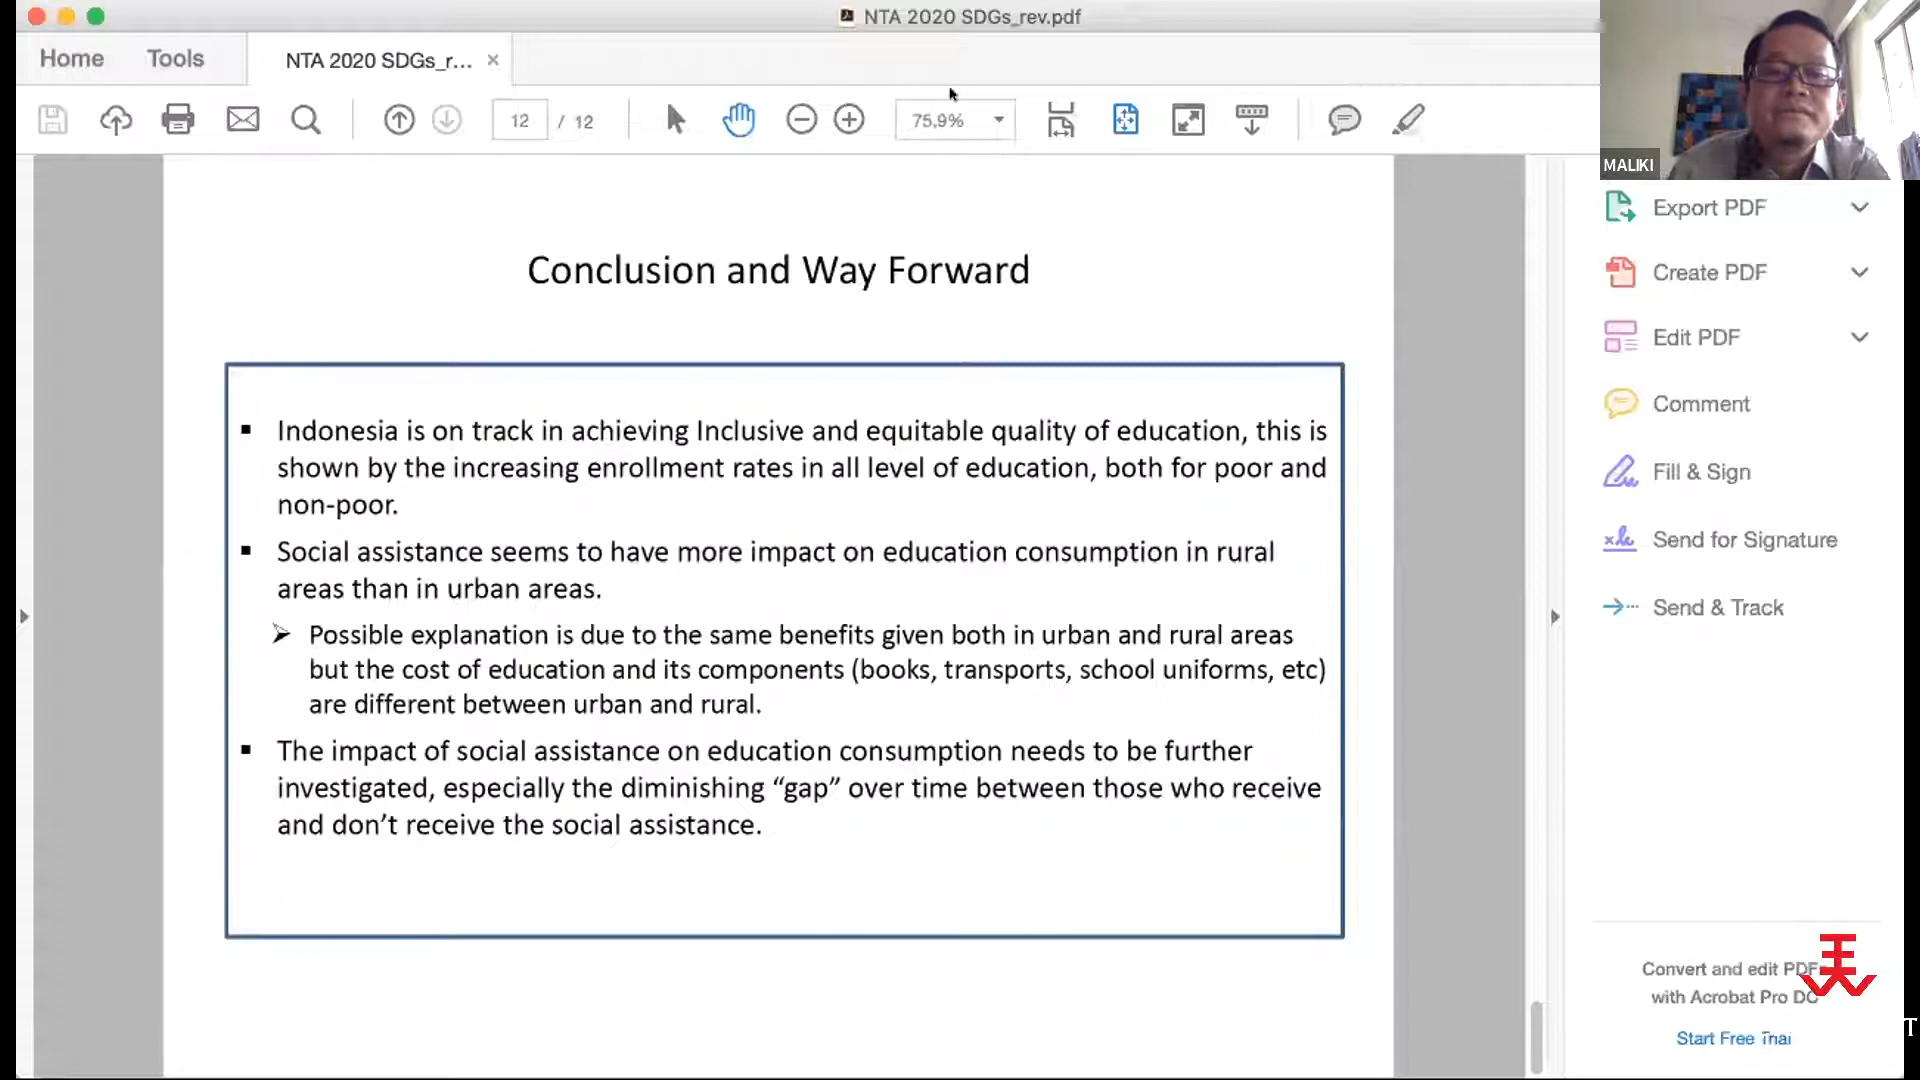 NTA 2020 SDGs_rev.pdf
Home
Tools
NTA 2020 SDGs_r...
12 / 12
75,9%
MALIKI
Export PDF
Create PDF
Edit PDF
Comment
Fill & Sign
Send for Signature
Send & Track
Conclusion and Way Forward
▪ Indonesia is on track in achieving Inclusive and equitable quality of education, this is
shown by the increasing enrollment rates in all level of education, both for poor and
non-poor.
▪ Social assistance seems to have more impact on education consumption in rural
areas than in urban areas.
➢ Possible explanation is due to the same benefits given both in urban and rural areas
but the cost of education and its components (books, transports, school uniforms, etc)
are different between urban and rural.
▪ The impact of social assistance on education consumption needs to be further
investigated, especially the diminishing “gap” over time between those who receive
and don’t receive the social assistance.
Convert and edit PDF
with Acrobat Pro DC
Start Free
T